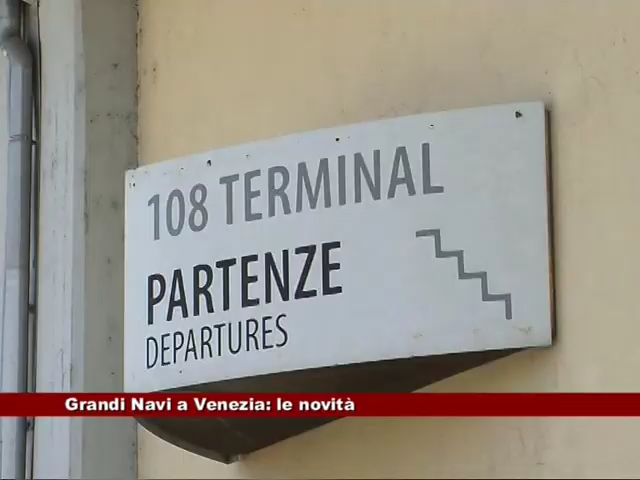 108 TERMINAL
PARTENZE
DEPARTURES
Grandi Navi a Venezia: le novità